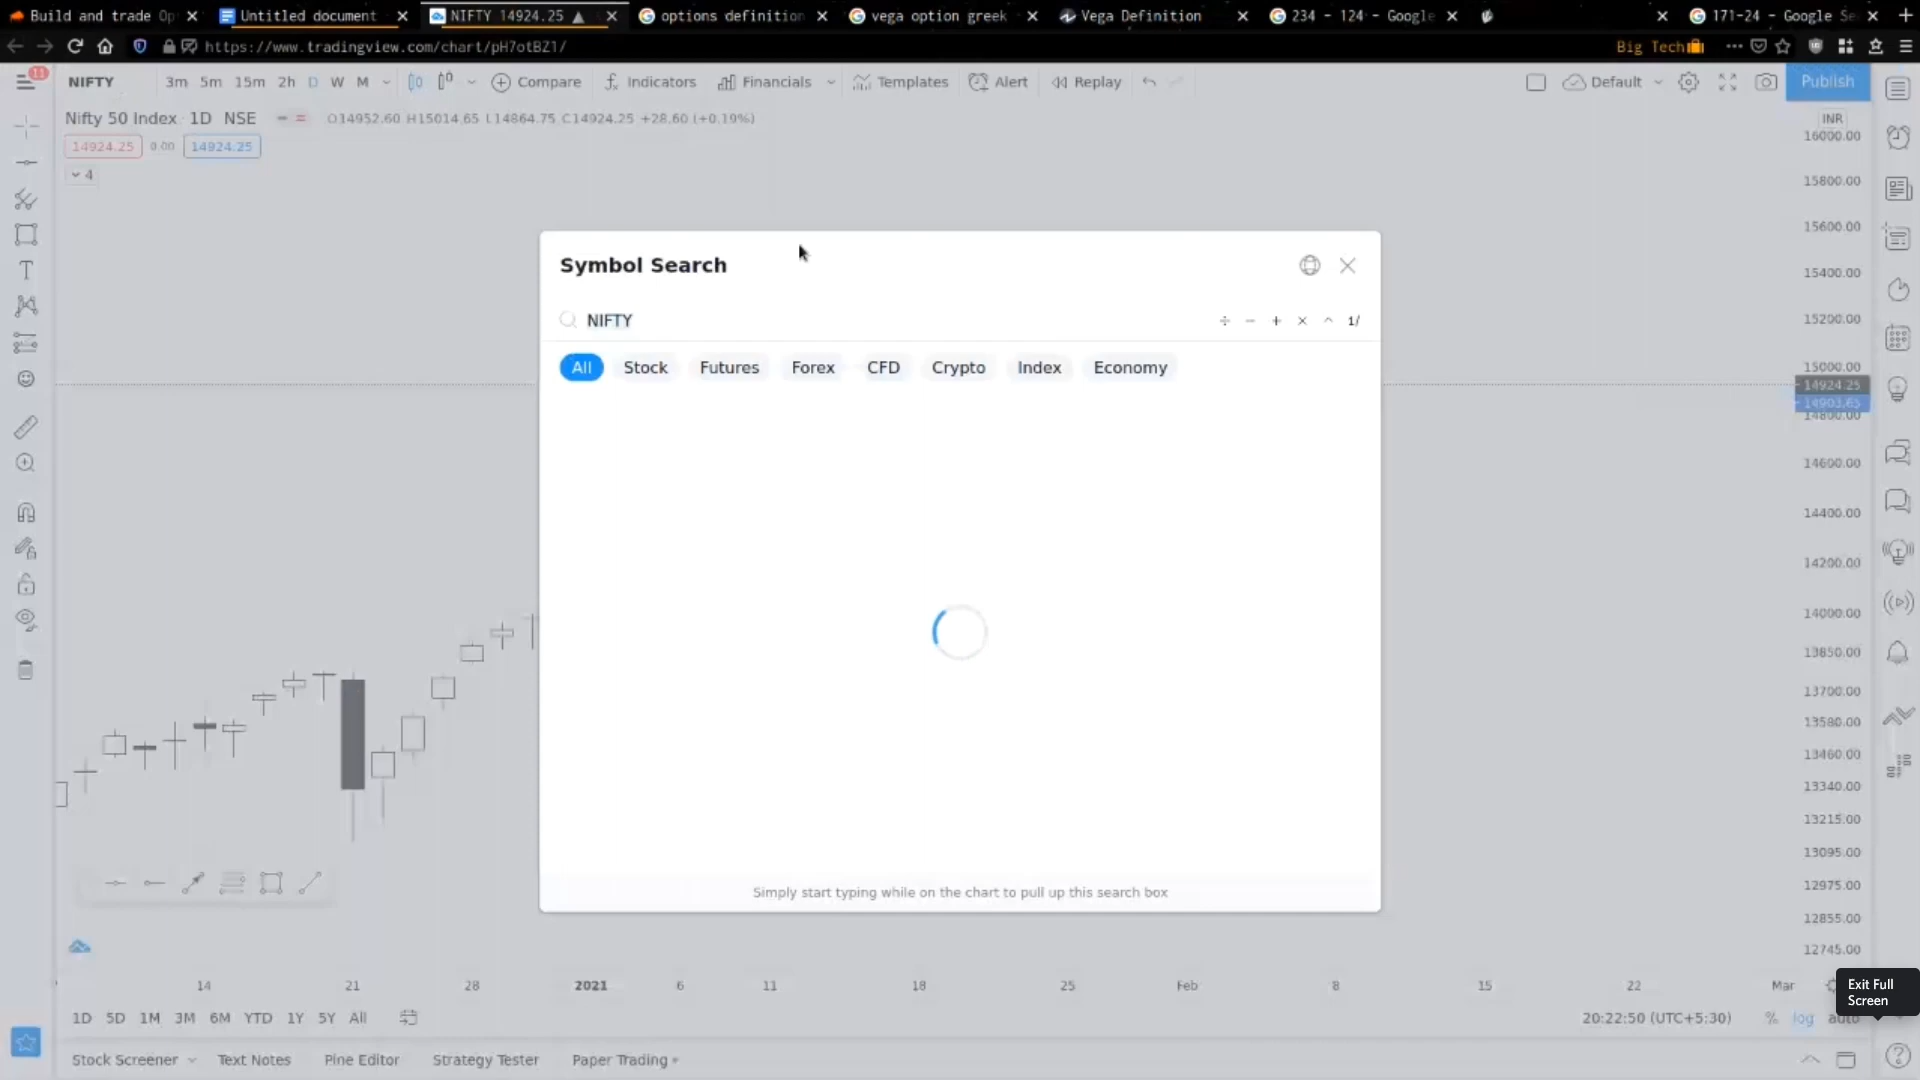 Build and trade Op
Untitled document
NIFTY 14924.25 ▲
options definition
vega option greek
Vega Definition
234 - 124 - Google
171-24 - Google Se
https://www.tradingview.com/chart/pH7otBZ1/
Big Tech
11
NIFTY
3m 5m 15m 2h D W M
Compare
Indicators
Financials
Templates
Alert
Replay
Default
Publish
Nifty 50 Index 1D NSE
O14952.60 H15014.65 L14864.75 C14924.25 +28.60 (+0.19%)
INR
14924.25 0.00 14924.25
4
16000.00
15800.00
15600.00
15400.00
15200.00
15000.00
14924.25
14903.65
14800.00
14600.00
14400.00
14200.00
14000.00
13850.00
13700.00
13580.00
13460.00
13340.00
13215.00
13095.00
12975.00
12855.00
12745.00
Symbol Search
NIFTY
÷ − + × ^ 1/
All Stock Futures Forex CFD Crypto Index Economy
Simply start typing while on the chart to pull up this search box
14 21 28 2021 6 11 18 25 Feb 8 15 22 Mar
Exit Full
Screen
1D 5D 1M 3M 6M YTD 1Y 5Y All
20:22:50 (UTC+5:30)
% log auto
Stock Screener
Text Notes
Pine Editor
Strategy Tester
Paper Trading